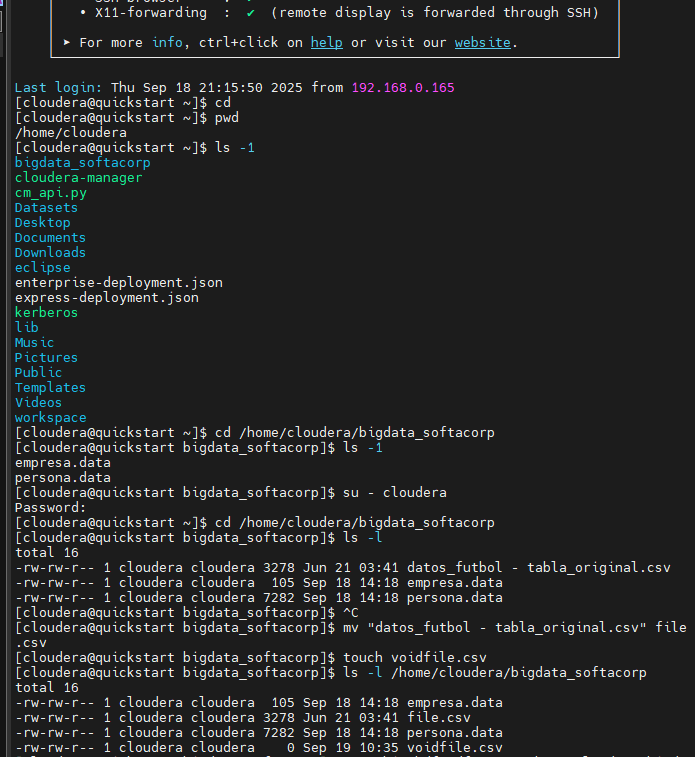 • X11-forwarding : ✔ (remote display is forwarded through SSH)
➤ For more info, ctrl+click on help or visit our website.
Last login: Thu Sep 18 21:15:50 2025 from 192.168.0.165
[cloudera@quickstart ~]$ cd
[cloudera@quickstart ~]$ pwd
/home/cloudera
[cloudera@quickstart ~]$ ls -1
bigdata_softacorp
cloudera-manager
cm_api.py
Datasets
Desktop
Documents
Downloads
eclipse
enterprise-deployment.json
express-deployment.json
kerberos
lib
Music
Pictures
Public
Templates
Videos
workspace
[cloudera@quickstart ~]$ cd /home/cloudera/bigdata_softacorp
[cloudera@quickstart bigdata_softacorp]$ ls -1
empresa.data
persona.data
[cloudera@quickstart bigdata_softacorp]$ su - cloudera
Password:
[cloudera@quickstart ~]$ cd /home/cloudera/bigdata_softacorp
[cloudera@quickstart bigdata_softacorp]$ ls -l
total 16
-rw-rw-r-- 1 cloudera cloudera 3278 Jun 21 03:41 datos_futbol - tabla_original.csv
-rw-rw-r-- 1 cloudera cloudera  105 Sep 18 14:18 empresa.data
-rw-rw-r-- 1 cloudera cloudera 7282 Sep 18 14:18 persona.data
[cloudera@quickstart bigdata_softacorp]$ ^C
[cloudera@quickstart bigdata_softacorp]$ mv "datos_futbol - tabla_original.csv" file
.csv
[cloudera@quickstart bigdata_softacorp]$ touch voidfile.csv
[cloudera@quickstart bigdata_softacorp]$ ls -l /home/cloudera/bigdata_softacorp
total 16
-rw-rw-r-- 1 cloudera cloudera  105 Sep 18 14:18 empresa.data
-rw-rw-r-- 1 cloudera cloudera 3278 Jun 21 03:41 file.csv
-rw-rw-r-- 1 cloudera cloudera 7282 Sep 18 14:18 persona.data
-rw-rw-r-- 1 cloudera cloudera    0 Sep 19 10:35 voidfile.csv